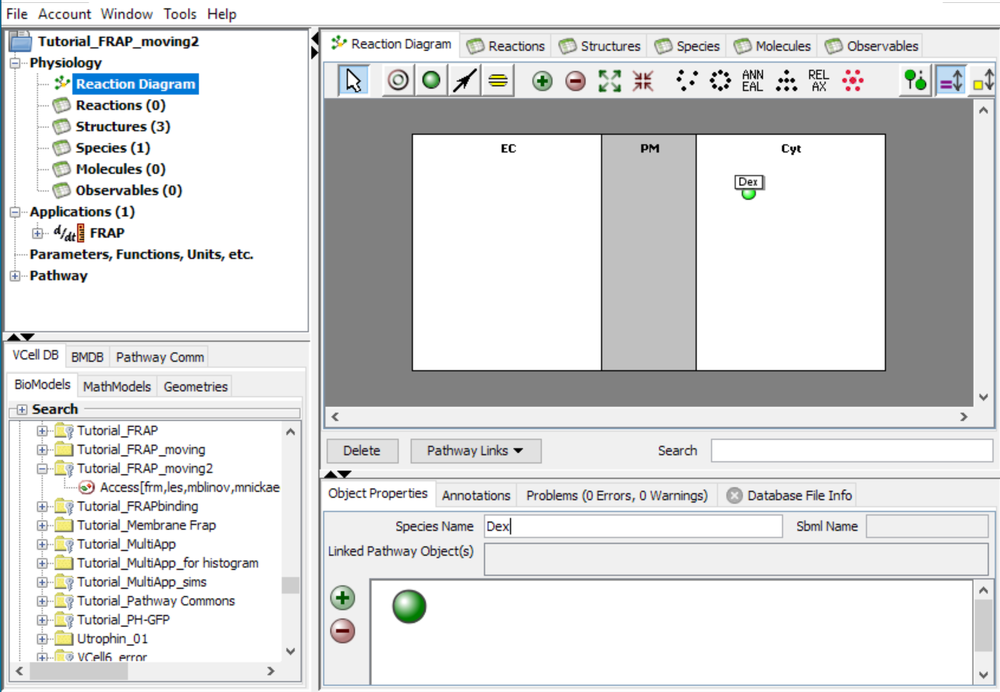 File Account Window Tools Help
Tutorial_FRAP_moving2
Physiology
Reaction Diagram
Reactions (0)
Structures (3)
Species (1)
Molecules (0)
Observables (0)
Applications (1)
d/dt FRAP
Parameters, Functions, Units, etc.
Pathway
VCell DB BMDB Pathway Comm
BioModels MathModels Geometries
Search
Tutorial_FRAP
Tutorial_FRAP_moving
Tutorial_FRAP_moving2
Access[frm,les,mblinov,mnickae
Tutorial_FRAPbinding
Tutorial_Membrane Frap
Tutorial_MultiApp
Tutorial_MultiApp_for histogram
Tutorial_MultiApp_sims
Tutorial_Pathway Commons
Tutorial_PH-GFP
Utrophin_01
VCell6_error
Reaction Diagram Reactions Structures Species Molecules Observables
ANN EAL REL AX
EC PM Cyt
Dex
Delete Pathway Links Search
Object Properties Annotations Problems (0 Errors, 0 Warnings) Database File Info
Species Name Dex Sbml Name
Linked Pathway Object(s)